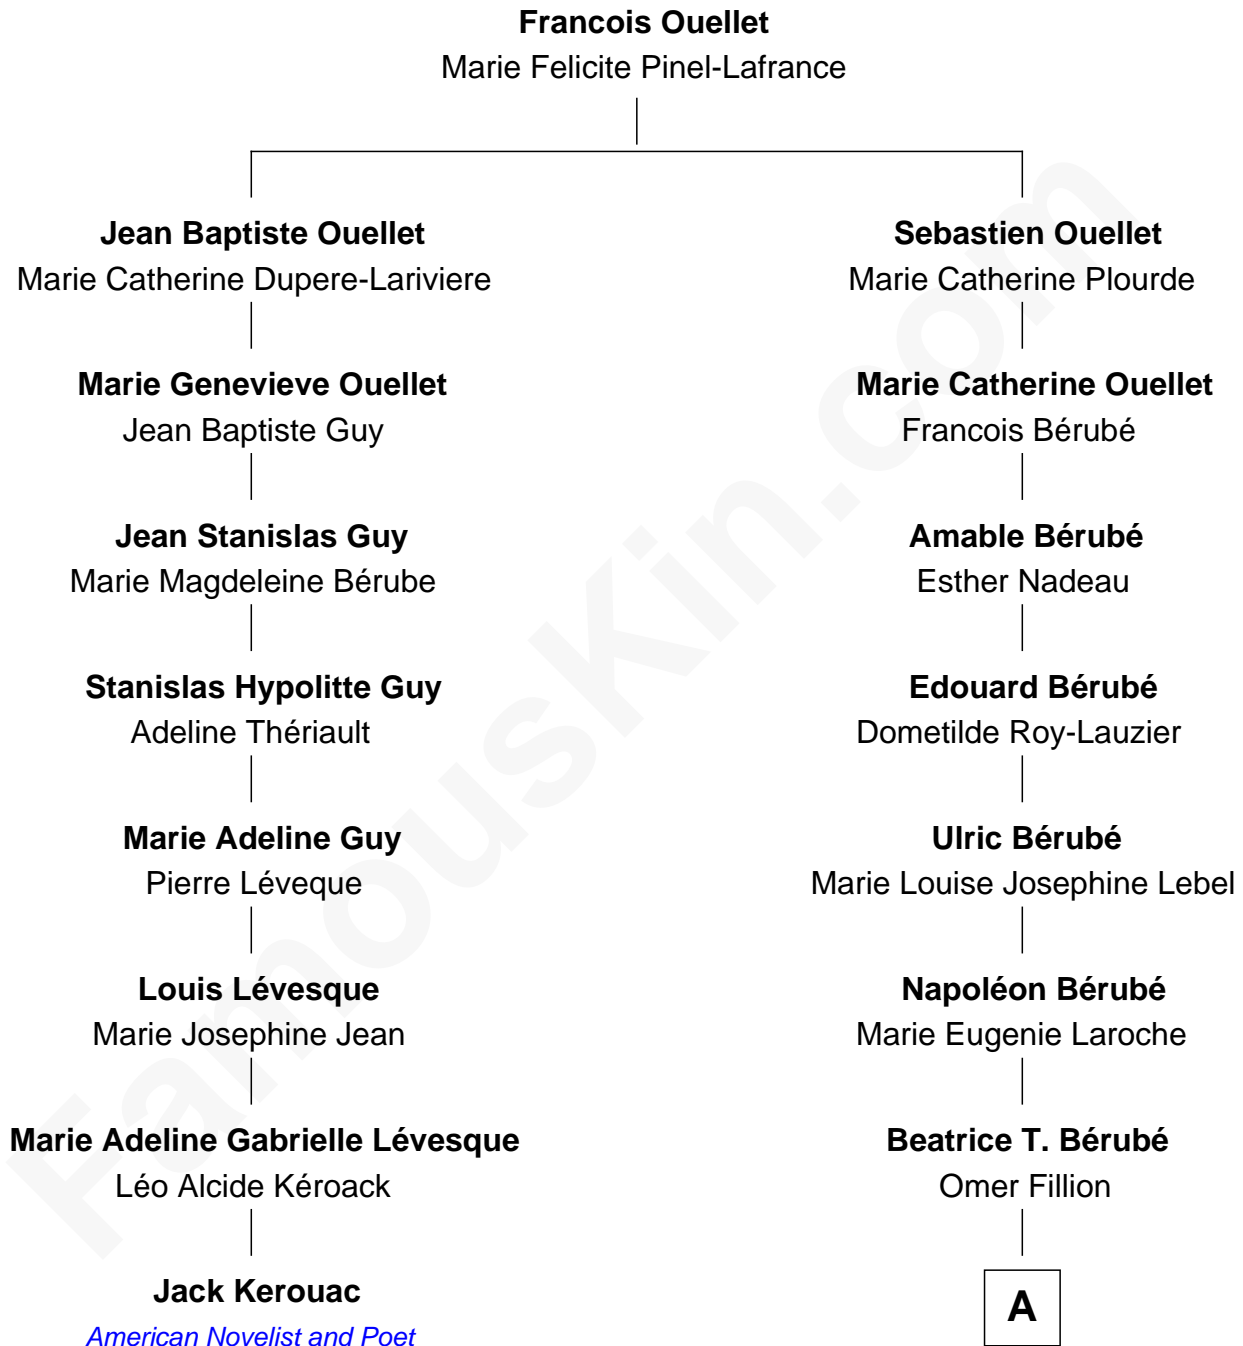 Francois Ouellet
Marie Felicite Pinel-Lafrance
Jean Baptiste Ouellet
Marie Catherine Dupere-Lariviere
Sebastien Ouellet
Marie Catherine Plourde
Marie Genevieve Ouellet
Jean Baptiste Guy
Marie Catherine Ouellet
Francois Bérubé
Jean Stanislas Guy
Marie Magdeleine Bérube
Amable Bérubé
Esther Nadeau
Stanislas Hypolitte Guy
Adeline Thériault
Edouard Bérubé
Dometilde Roy-Lauzier
Marie Adeline Guy
Pierre Léveque
Ulric Bérubé
Marie Louise Josephine Lebel
Louis Lévesque
Marie Josephine Jean
Napoléon Bérubé
Marie Eugenie Laroche
Marie Adeline Gabrielle Lévesque
Léo Alcide Kéroack
Beatrice T. Bérubé
Omer Fillion
Jack Kerouac
American Novelist and Poet
A
FamousKin.com